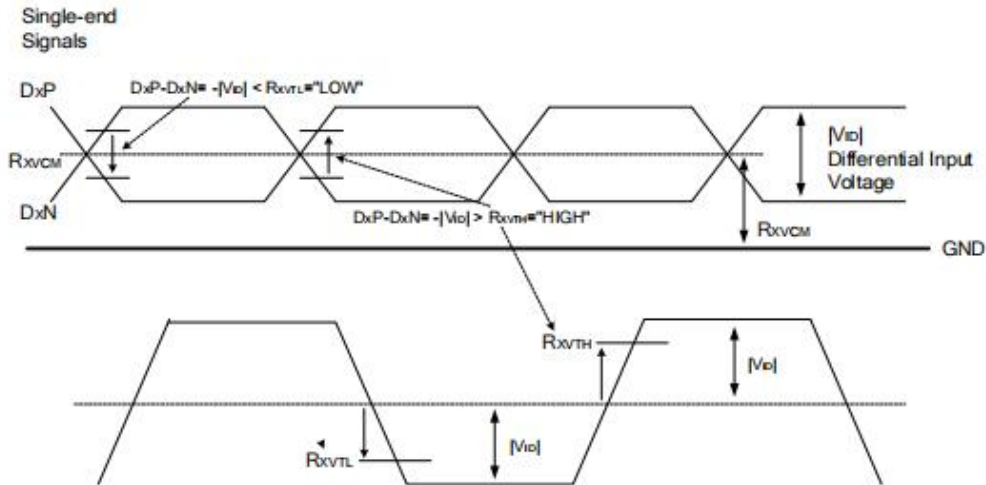 Single-end
Signals
DxP
DxP-DxN= -|VID| < RXVTL="LOW"
RXVCM
|VID|
Differential Input
Voltage
DxN
DxP-DxN= -|VID| > RXVTH="HIGH"
RXVCM
GND
RXVTH
|VID|
|VID|
RXVTL